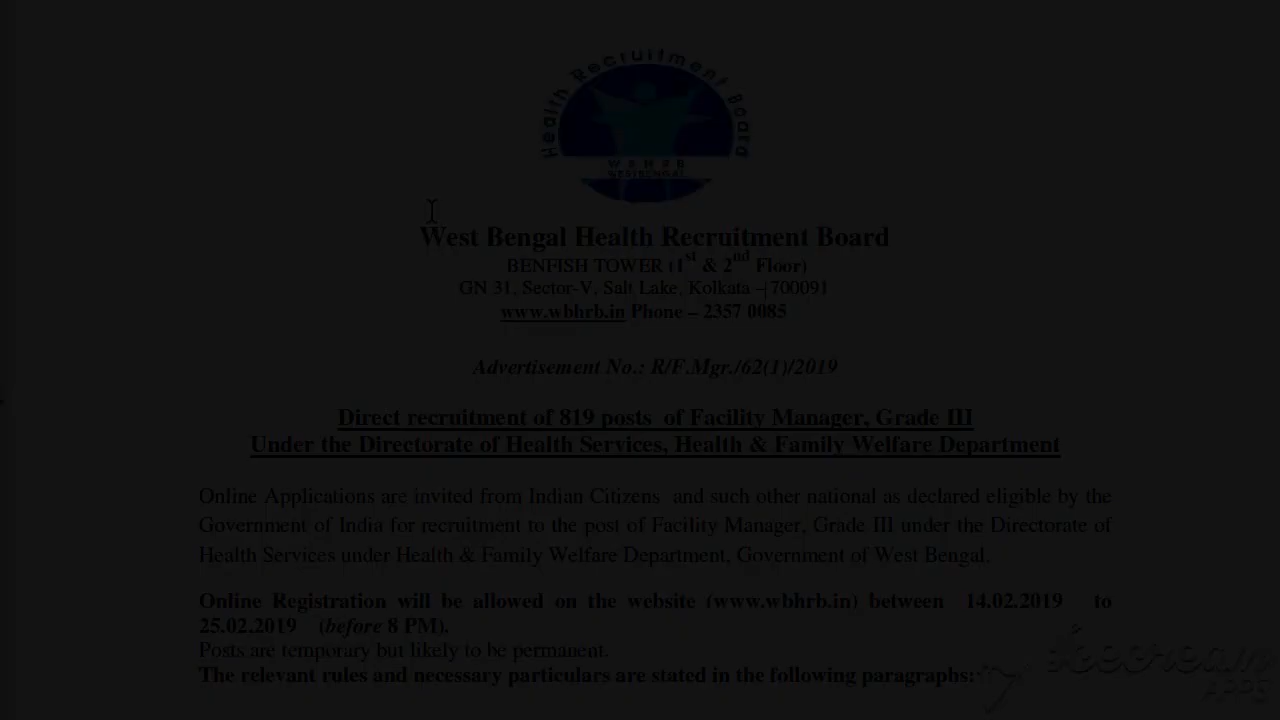 Health Recruitment Board
W B H R B
WEST BENGAL
West Bengal Health Recruitment Board
BENFISH TOWER (1st & 2nd Floor)
GN 31, Sector-V, Salt Lake, Kolkata –700091
www.wbhrb.in Phone – 2357 0085
Advertisement No.: R/F.Mgr./62(1)/2019
Direct recruitment of 819 posts of Facility Manager, Grade III
Under the Directorate of Health Services, Health & Family Welfare Department
Online Applications are invited from Indian Citizens and such other national as declared eligible by the
Government of India for recruitment to the post of Facility Manager, Grade III under the Directorate of
Health Services under Health & Family Welfare Department, Government of West Bengal.
Online Registration will be allowed on the website (www.wbhrb.in) between 14.02.2019 to
25.02.2019 (before 8 PM).
Posts are temporary but likely to be permanent.
The relevant rules and necessary particulars are stated in the following paragraphs:
Icecream
APPS